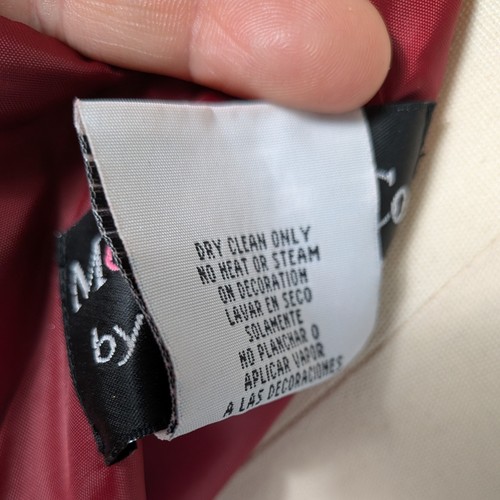 DRY CLEAN ONLY
NO HEAT OR STEAM
ON DECORATION
LAVAR EN SECO
SOLAMENTE
NO PLANCHAR O
APLICAR VAPOR
A LAS DECORACIONES
by